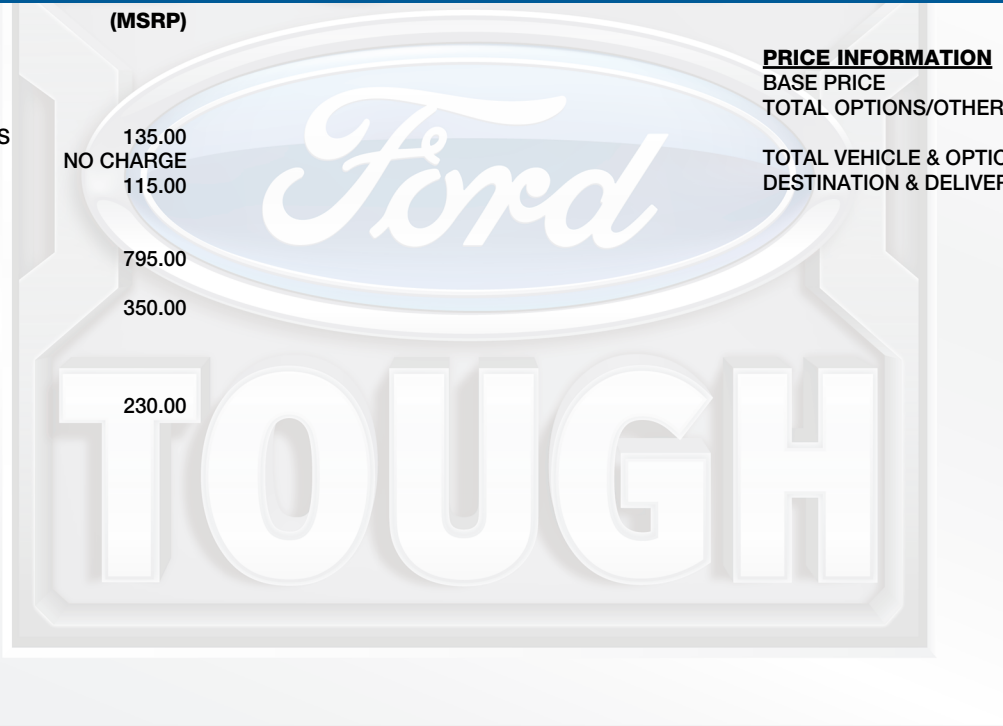 (MSRP)
S 135.00
NO CHARGE
115.00
795.00
350.00
230.00
PRICE INFORMATION
BASE PRICE
TOTAL OPTIONS/OTHER
TOTAL VEHICLE & OPTIO
DESTINATION & DELIVER
Ford
TOUGH